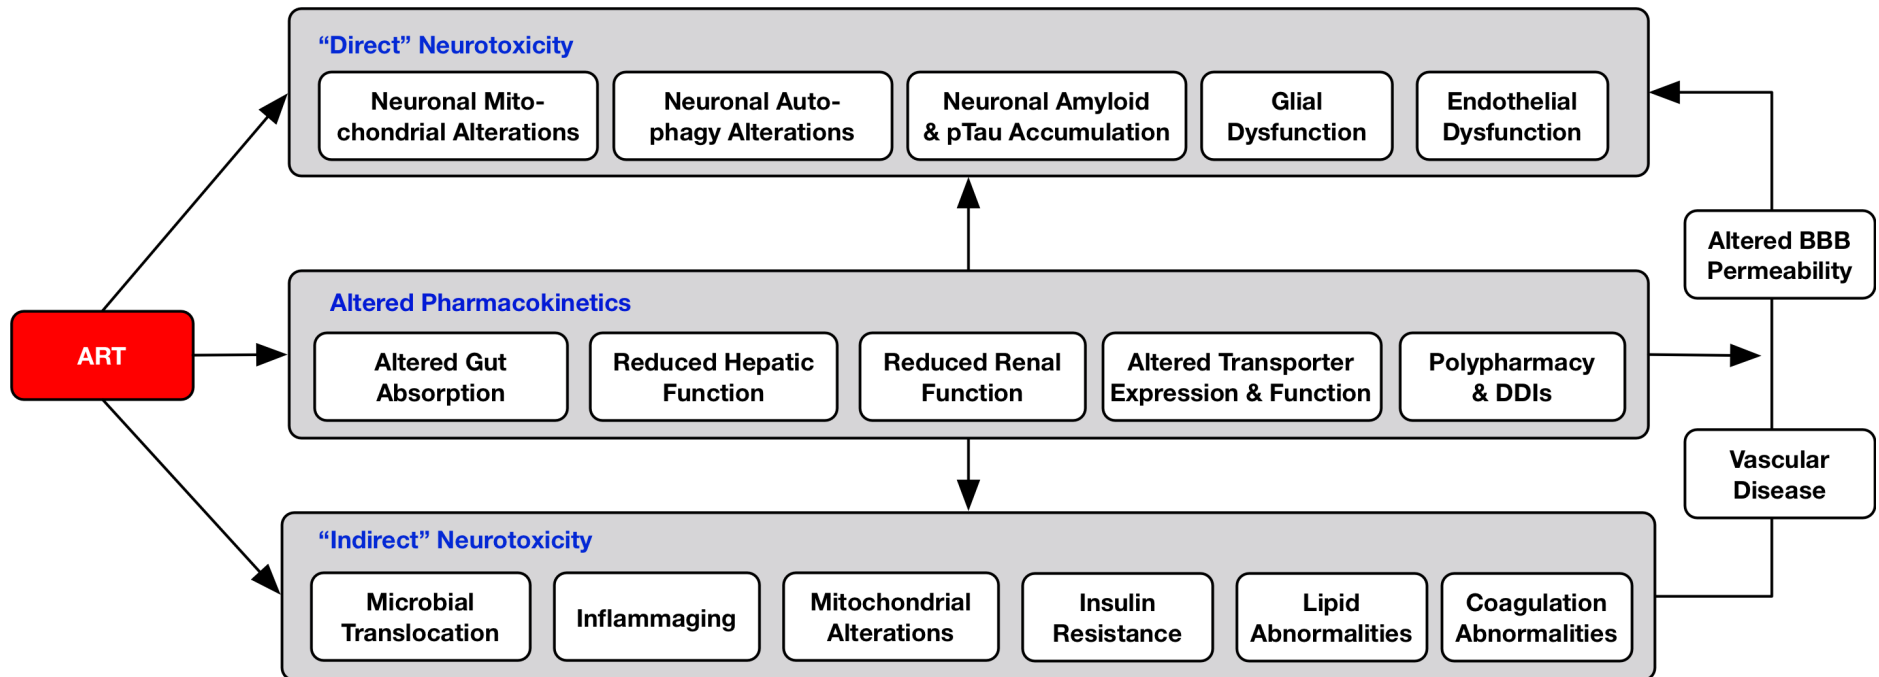 “Direct” Neurotoxicity
Neuronal Mito-
chondrial Alterations
Neuronal Auto-
phagy Alterations
Neuronal Amyloid
& pTau Accumulation
Glial
Dysfunction
Endothelial
Dysfunction
Altered BBB
Permeability
Altered Pharmacokinetics
ART
Altered Gut
Absorption
Reduced Hepatic
Function
Reduced Renal
Function
Altered Transporter
Expression & Function
Polypharmacy
& DDIs
Vascular
Disease
“Indirect” Neurotoxicity
Microbial
Translocation
Inflammaging
Mitochondrial
Alterations
Insulin
Resistance
Lipid
Abnormalities
Coagulation
Abnormalities